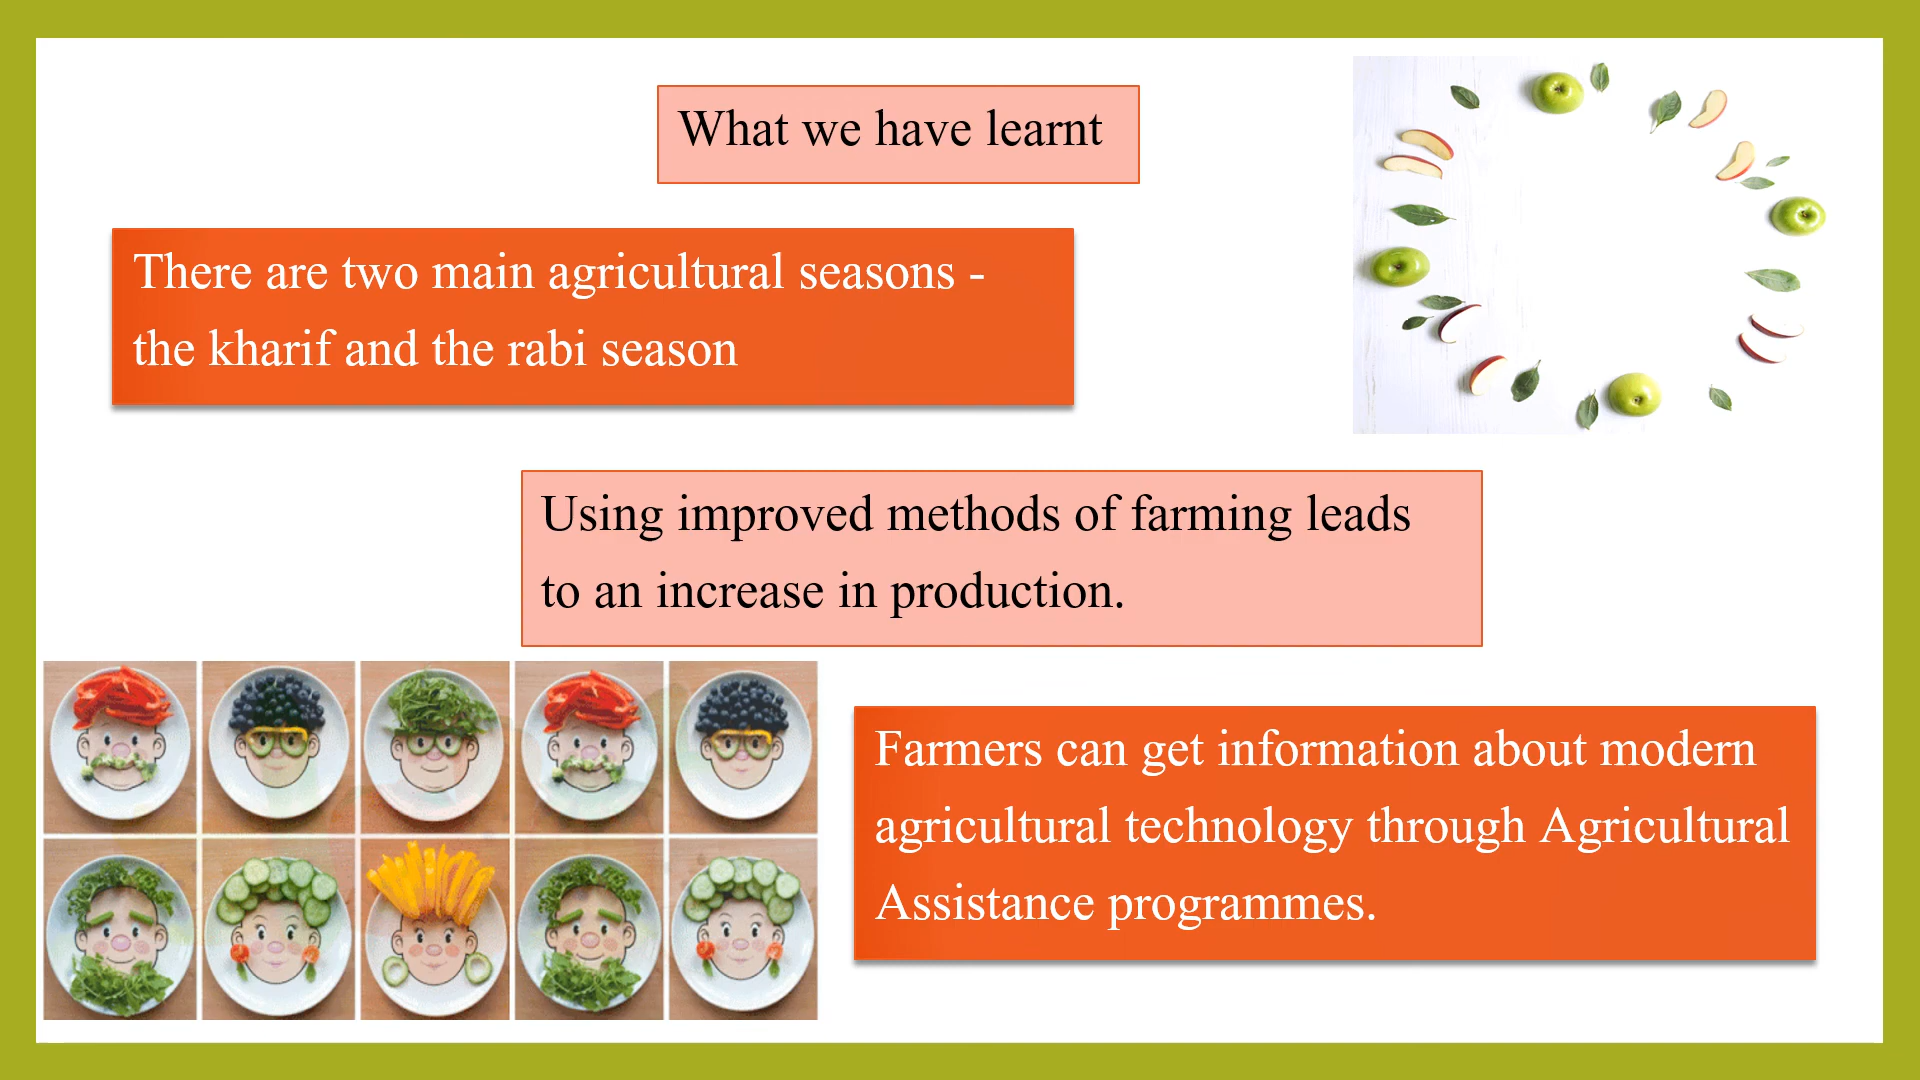 What we have learnt
There are two main agricultural seasons -
the kharif and the rabi season
Using improved methods of farming leads
to an increase in production.
Farmers can get information about modern
agricultural technology through Agricultural
Assistance programmes.